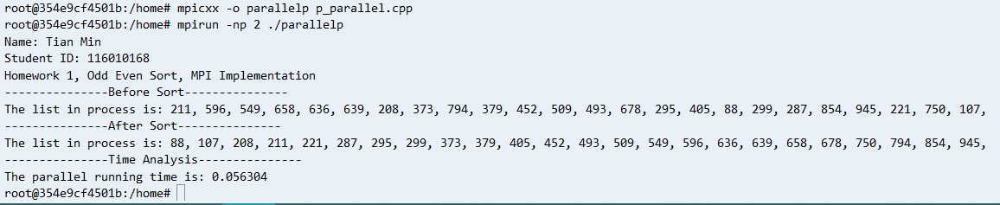 root@354e9cf4501b:/home# mpicxx -o parallelp p_parallel.cpp
root@354e9cf4501b:/home# mpirun -np 2 ./parallelp
Name: Tian Min
Student ID: 116010168
Homework 1, Odd Even Sort, MPI Implementation
---------------Before Sort---------------
The list in process is: 211, 596, 549, 658, 636, 639, 208, 373, 794, 379, 452, 509, 493, 678, 295, 405, 88, 299, 287, 854, 945, 221, 750, 107,
---------------After Sort---------------
The list in process is: 88, 107, 208, 211, 221, 287, 295, 299, 373, 379, 405, 452, 493, 509, 549, 596, 636, 639, 658, 678, 750, 794, 854, 945,
---------------Time Analysis---------------
The parallel running time is: 0.056304
root@354e9cf4501b:/home#